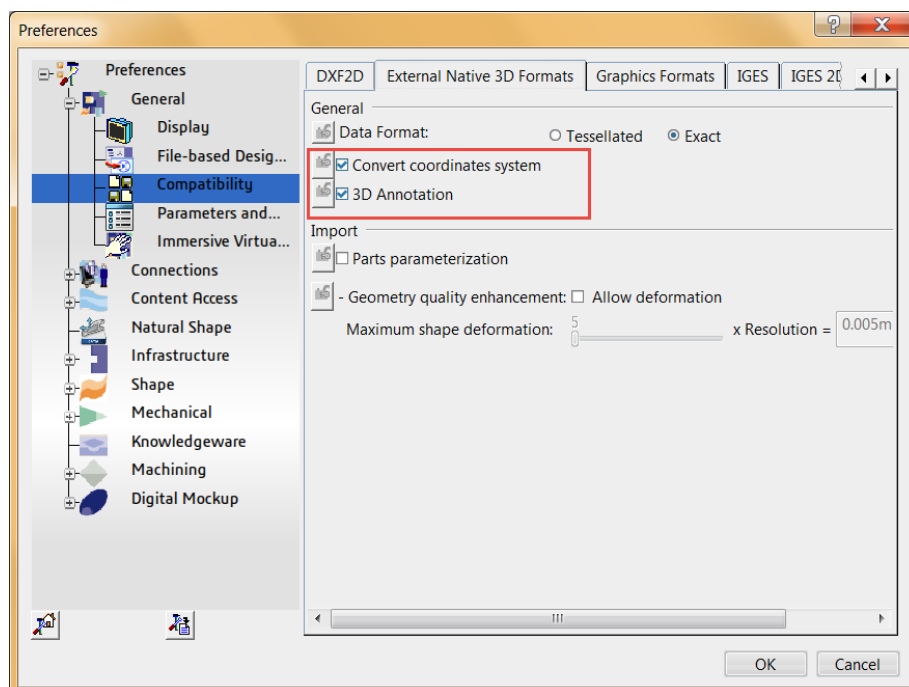 Preferences
Preferences
General
Display
File-based Desig...
Compatibility
Parameters and...
Immersive Virtua...
Connections
Content Access
Natural Shape
Infrastructure
Shape
Mechanical
Knowledgeware
Machining
Digital Mockup
DXF2D External Native 3D Formats Graphics Formats IGES IGES 2D
General
Data Format: Tessellated Exact
Convert coordinates system
3D Annotation
Import
Parts parameterization
- Geometry quality enhancement: Allow deformation
Maximum shape deformation: 5 x Resolution = 0.005m
OK Cancel